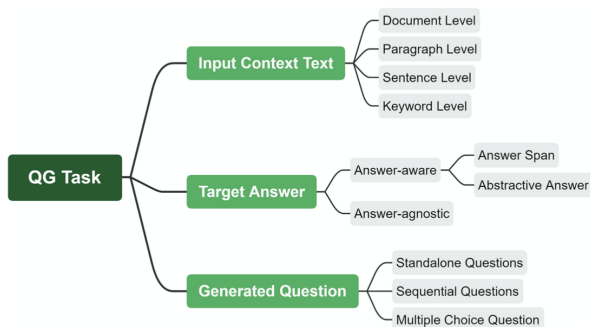 Document Level
Paragraph Level
Input Context Text
Sentence Level
Keyword Level
QG Task
Answer Span
Answer-aware
Abstractive Answer
Target Answer
Answer-agnostic
Standalone Questions
Generated Question
Sequential Questions
Multiple Choice Question